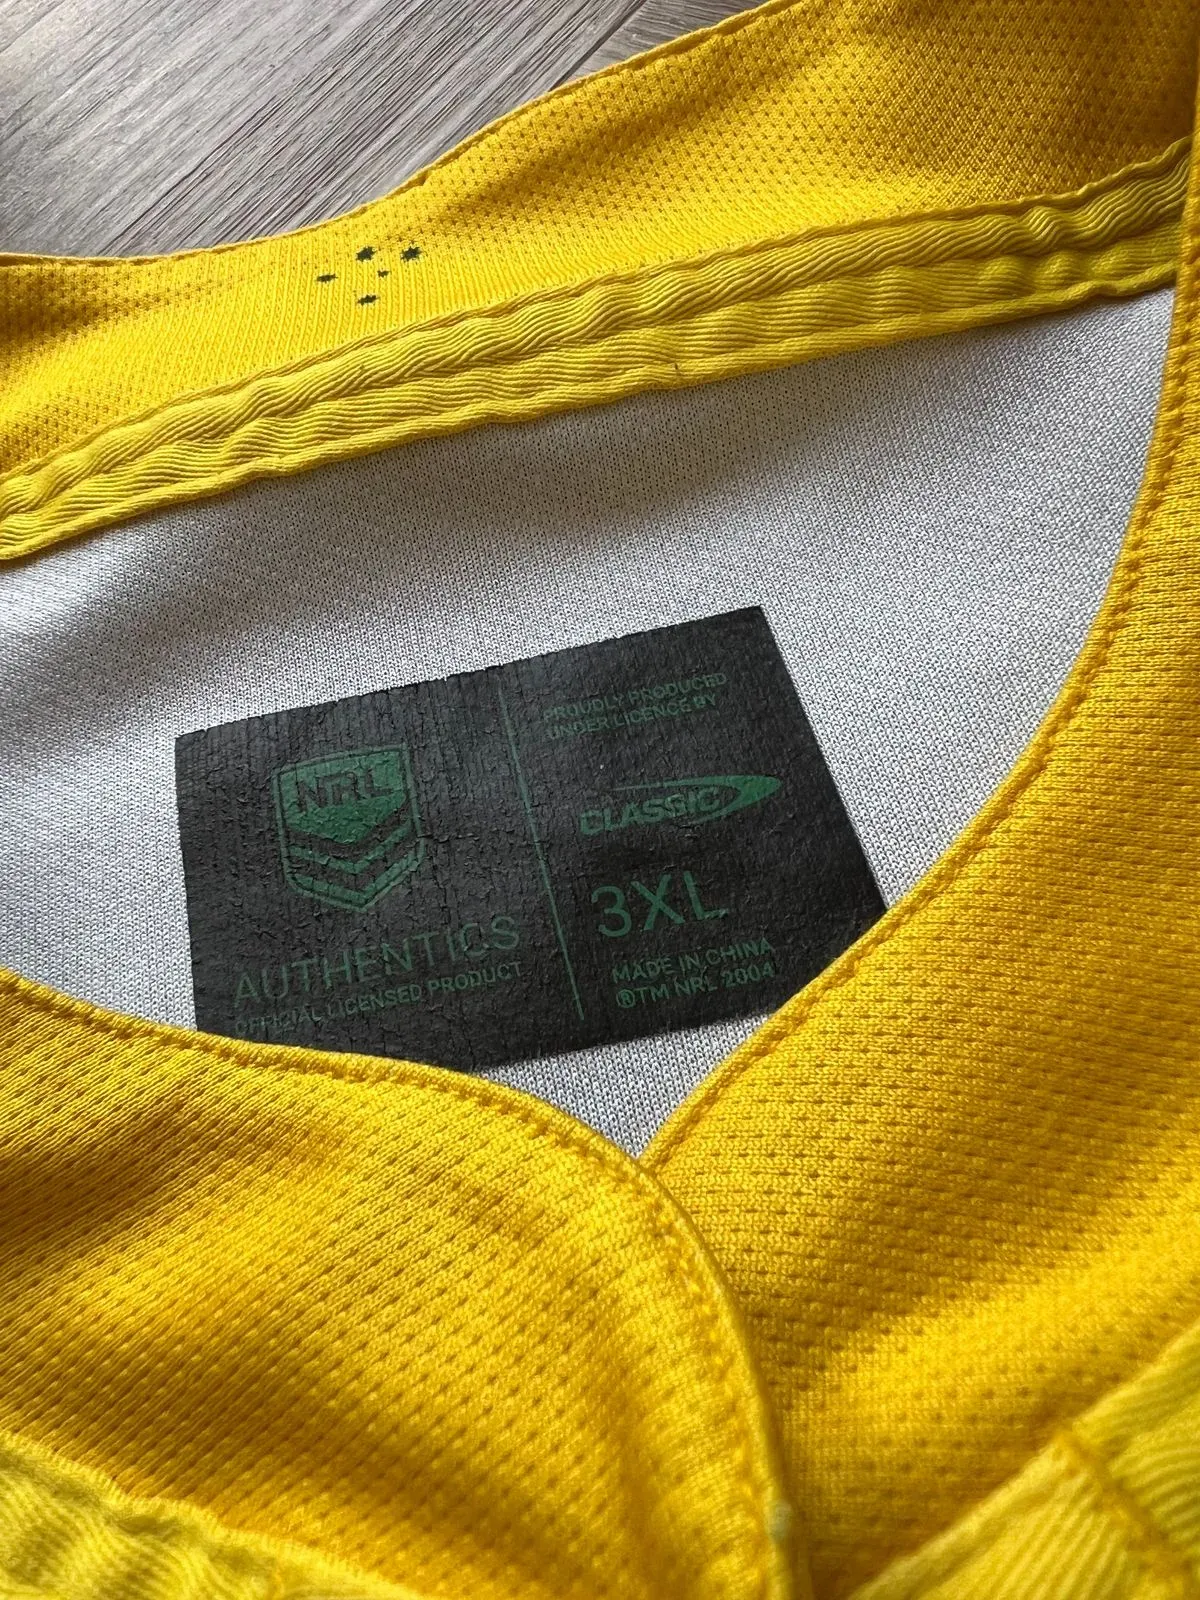 NRL
AUTHENTICS
OFFICIAL LICENSED PRODUCT
PROUDLY PRODUCED
UNDER LICENCE BY
CLASSIC
3XL
MADE IN CHINA
®TM NRL 2004